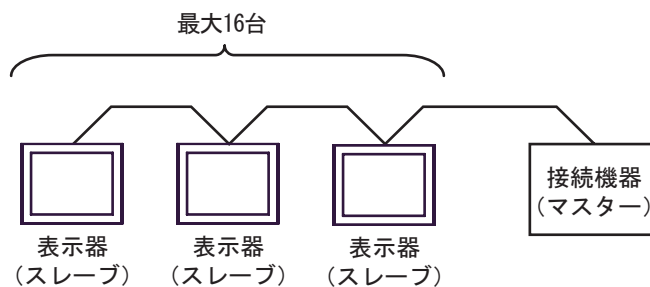 最大16台
接続機器
(マスター)
表示器
(スレーブ)
表示器
(スレーブ)
表示器
(スレーブ)